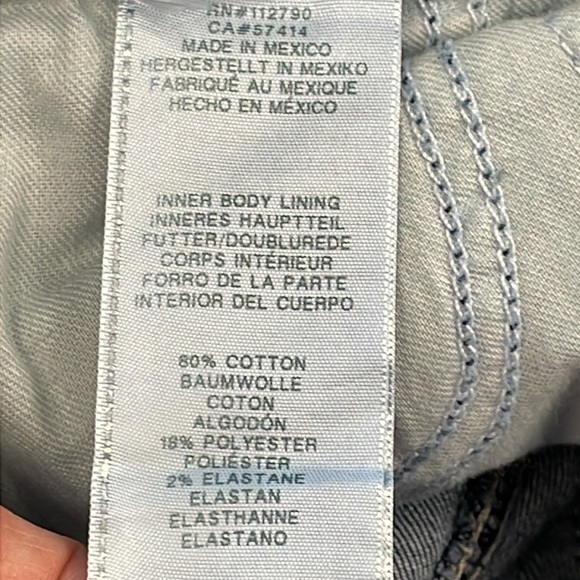 RN#112790
CA#57414
MADE IN MEXICO
HERGESTELLT IN MEXIKO
FABRIQUÉ AU MEXIQUE
HECHO EN MÉXICO
INNER BODY LINING
INNERES HAUPTTEIL
FUTTER/DOUBLUREDE
CORPS INTÉRIEUR
FORRO DE LA PARTE
INTERIOR DEL CUERPO
80% COTTON
BAUMWOLLE
COTON
ALGODÓN
18% POLYESTER
POLIÉSTER
2% ELASTANE
ELASTAN
ELASTHANNE
ELASTANO